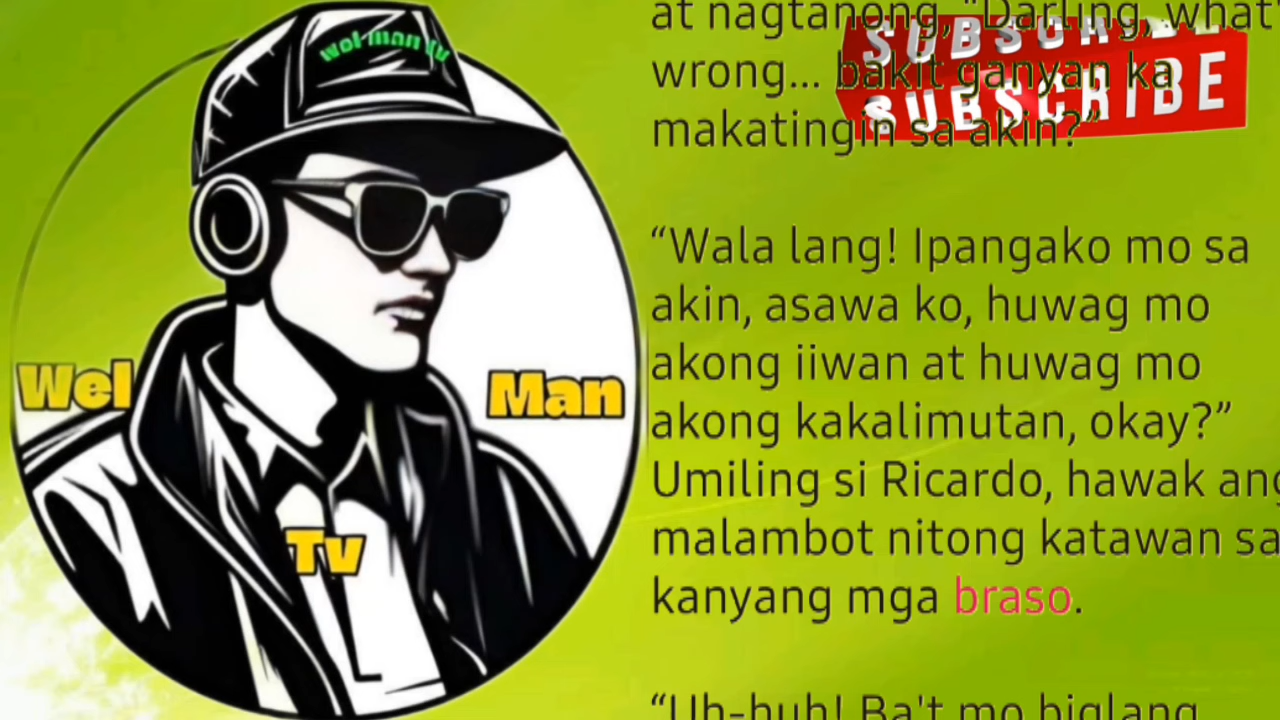 wel man tv
Wel
Man
Tv
SUBSCRIBE
SUBSCRIBE
at nagtanong, “Darling, what'
wrong... bakit ganyan ka
makatingin sa akin?”
“Wala lang! Ipangako mo sa
akin, asawa ko, huwag mo
akong iiwan at huwag mo
akong kakalimutan, okay?”
Umiling si Ricardo, hawak ang
malambot nitong katawan sa
kanyang mga braso.
“Uh-huh! Ba't mo biglang